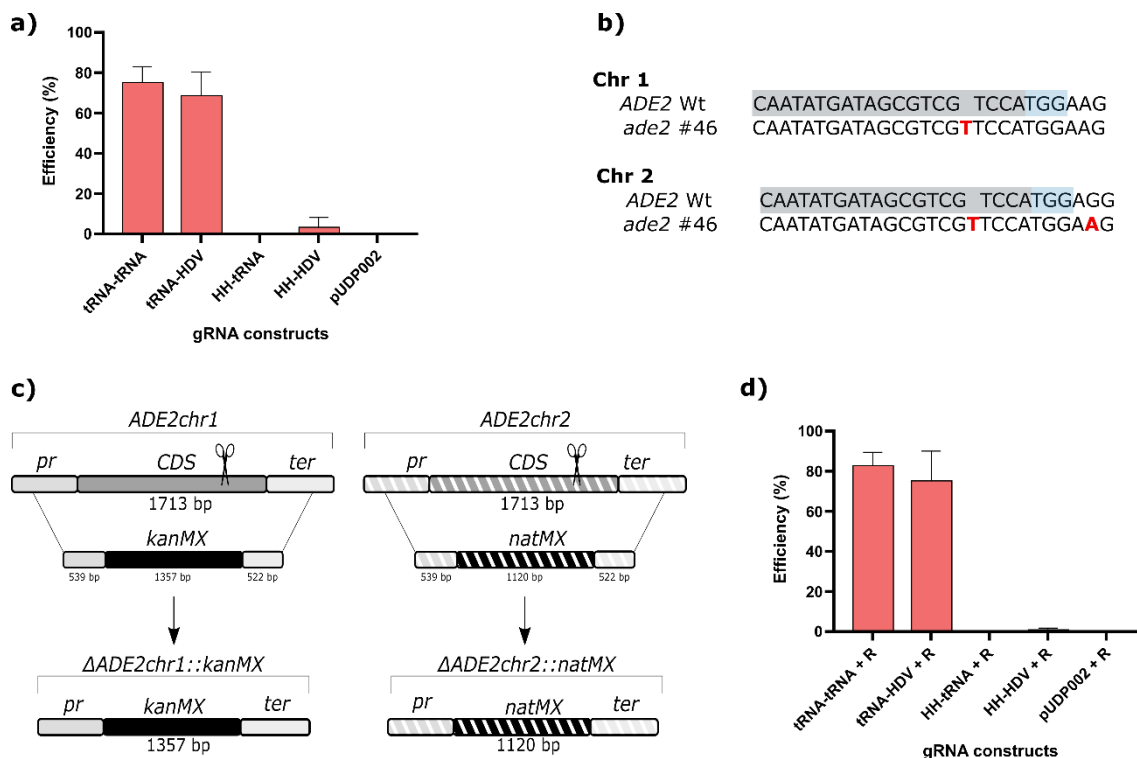 a)
Efficiency (%)
100
80
60
40
20
0
tRNA-tRNA
tRNA-HDV
HH-tRNA
HH-HDV
pUDP002
gRNA constructs
b)
Chr 1
ADE2 Wt CAATATGATAGCGTCG TCCATGGAAG
ade2 #46 CAATATGATAGCGTCGTTCCATGGAAG
Chr 2
ADE2 Wt CAATATGATAGCGTCG TCCATGGAGG
ade2 #46 CAATATGATAGCGTCGTTCCATGGAAG
c)
ADE2chr1
pr CDS ter
1713 bp
kanMX
539 bp 1357 bp 522 bp
ΔADE2chr1::kanMX
pr kanMX ter
1357 bp
ADE2chr2
pr CDS ter
1713 bp
natMX
539 bp 1120 bp 522 bp
ΔADE2chr2::natMX
pr natMX ter
1120 bp
d)
Efficiency (%)
100
80
60
40
20
0
tRNA-tRNA + R
tRNA-HDV + R
HH-tRNA + R
HH-HDV + R
pUDP002 + R
gRNA constructs